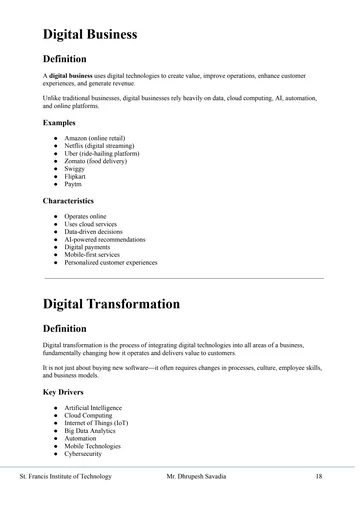 Digital Business
Definition
A digital business uses digital technologies to create value, improve operations, enhance customer
experiences, and generate revenue.
Unlike traditional businesses, digital businesses rely heavily on data, cloud computing, AI, automation,
and online platforms.
Examples
● Amazon (online retail)
● Netflix (digital streaming)
● Uber (ride-hailing platform)
● Zomato (food delivery)
● Swiggy
● Flipkart
● Paytm
Characteristics
● Operates online
● Uses cloud services
● Data-driven decisions
● AI-powered recommendations
● Digital payments
● Mobile-first services
● Personalized customer experiences
Digital Transformation
Definition
Digital transformation is the process of integrating digital technologies into all areas of a business,
fundamentally changing how it operates and delivers value to customers.
It is not just about buying new software—it often requires changes in processes, culture, employee skills,
and business models.
Key Drivers
● Artificial Intelligence
● Cloud Computing
● Internet of Things (IoT)
● Big Data Analytics
● Automation
● Mobile Technologies
● Cybersecurity
St. Francis Institute of Technology Mr. Dhrupesh Savadia 18